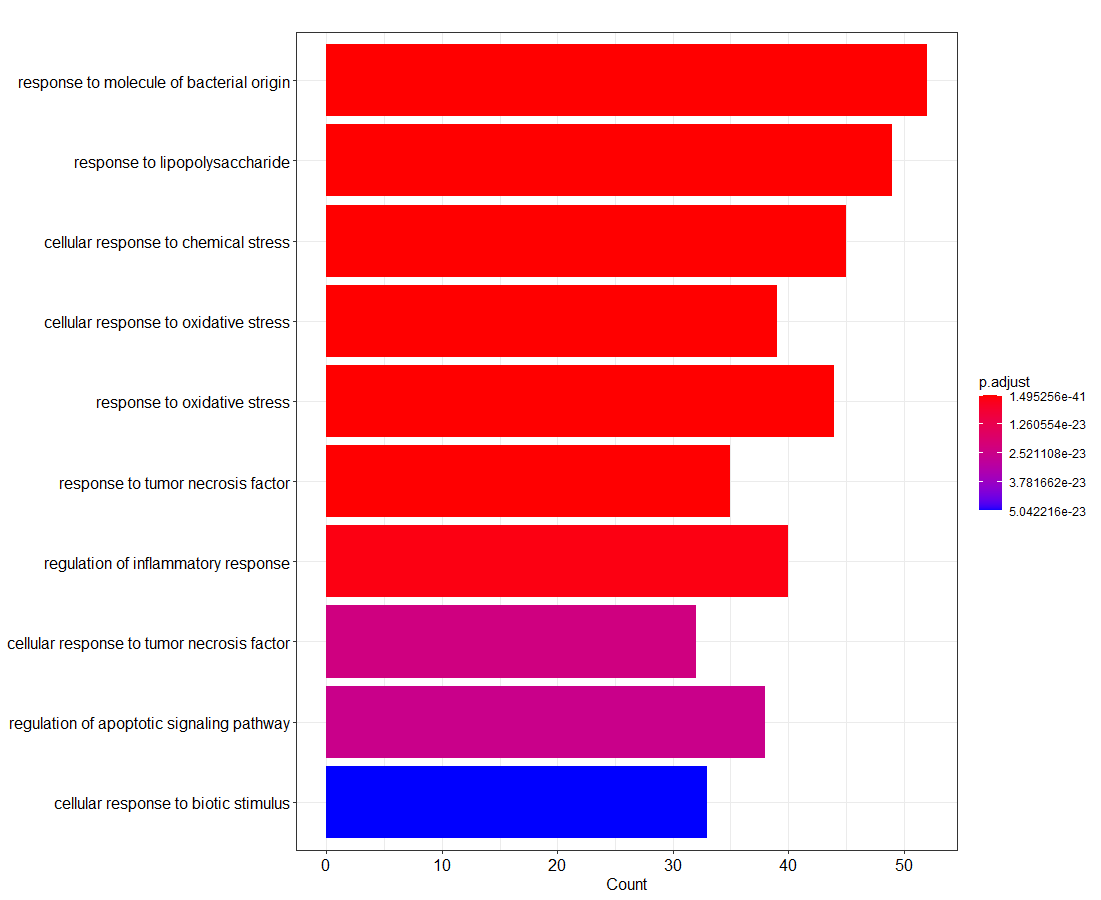 response to molecule of bacterial origin
response to lipopolysaccharide
cellular response to chemical stress
cellular response to oxidative stress
response to oxidative stress
response to tumor necrosis factor
regulation of inflammatory response
cellular response to tumor necrosis factor
regulation of apoptotic signaling pathway
cellular response to biotic stimulus
0 10 20 30 40 50
Count
p.adjust
1.495256e-41
1.260554e-23
2.521108e-23
3.781662e-23
5.042216e-23